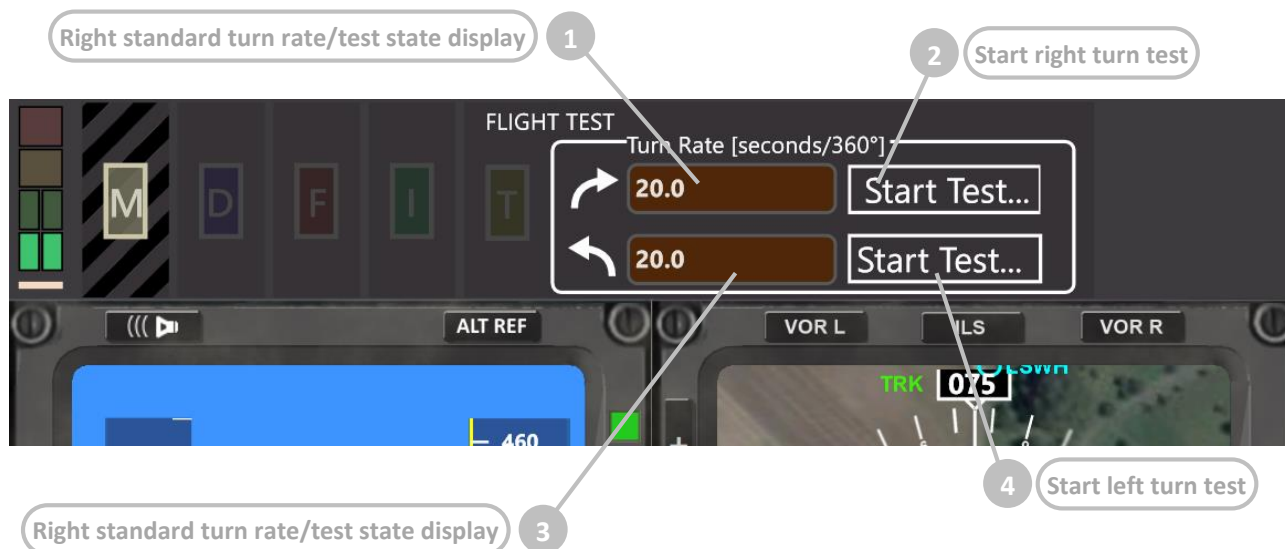 Right standard turn rate/test state display 1
2 Start right turn test
FLIGHT TEST
Turn Rate [seconds/360°]
M D F I T
20.0 Start Test...
20.0 Start Test...
ALT REF VOR L ILS VOR R
TRK 075
460
4 Start left turn test
Right standard turn rate/test state display 3